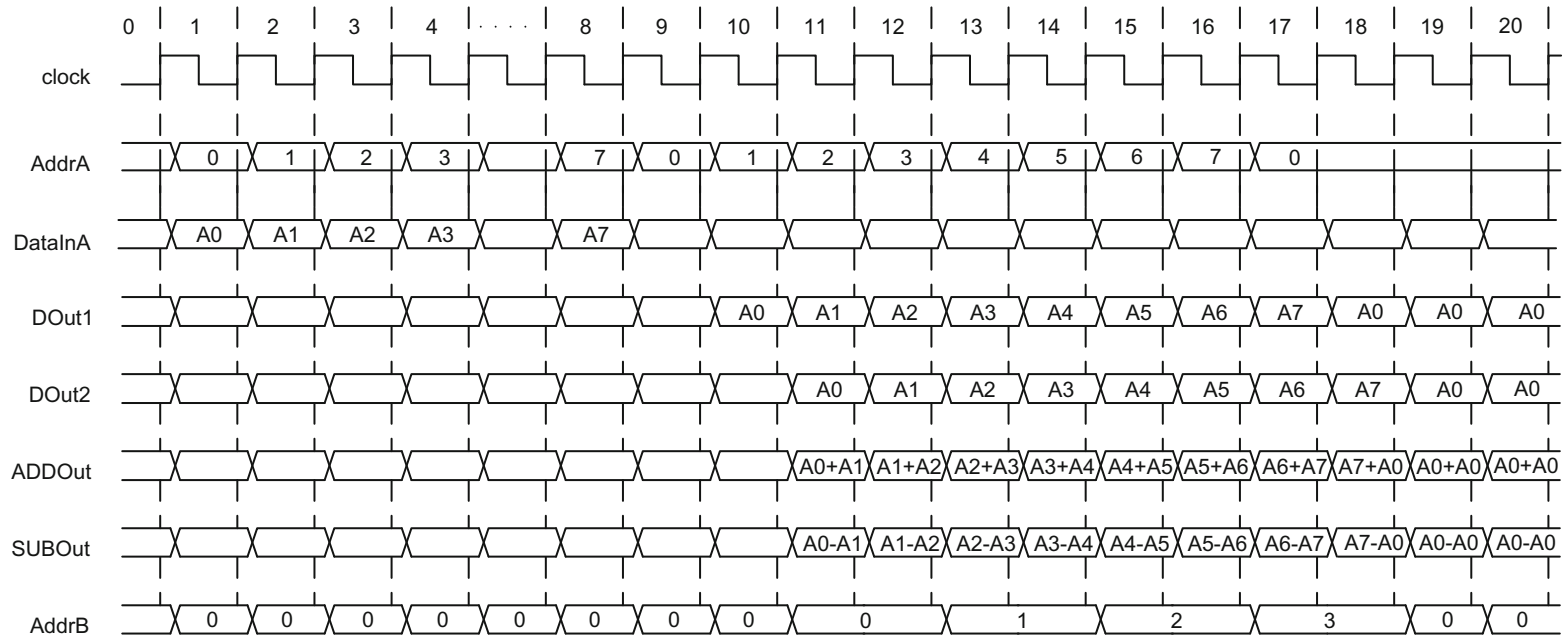 0 1 2 3 4 . . . . 8 9 10 11 12 13 14 15 16 17 18 19 20
clock
AddrA 0 1 2 3 7 0 1 2 3 4 5 6 7 0
DataInA A0 A1 A2 A3 A7
DOut1 A0 A1 A2 A3 A4 A5 A6 A7 A0 A0 A0
DOut2 A0 A1 A2 A3 A4 A5 A6 A7 A0 A0
ADDOut A0+A1 A1+A2 A2+A3 A3+A4 A4+A5 A5+A6 A6+A7 A7+A0 A0+A0 A0+A0
SUBOut A0-A1 A1-A2 A2-A3 A3-A4 A4-A5 A5-A6 A6-A7 A7-A0 A0-A0 A0-A0
AddrB 0 0 0 0 0 0 0 0 0 1 2 3 0 0